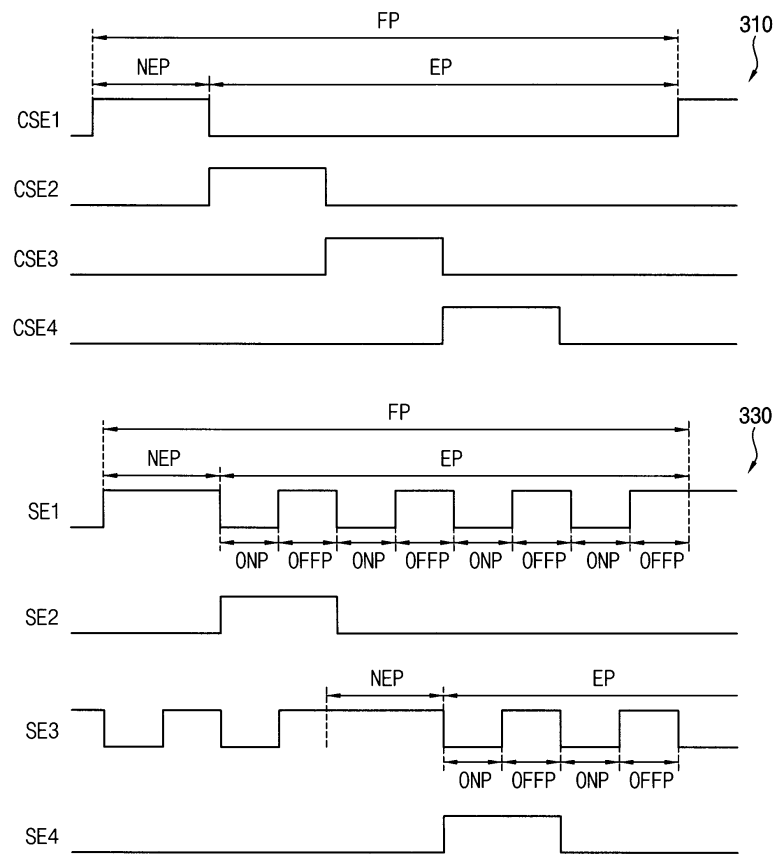 FP
310
NEP EP
CSE1
CSE2
CSE3
CSE4
FP
330
NEP EP
SE1
ONP OFFP ONP OFFP ONP OFFP ONP OFFP
SE2
NEP EP
SE3
ONP OFFP ONP OFFP
SE4